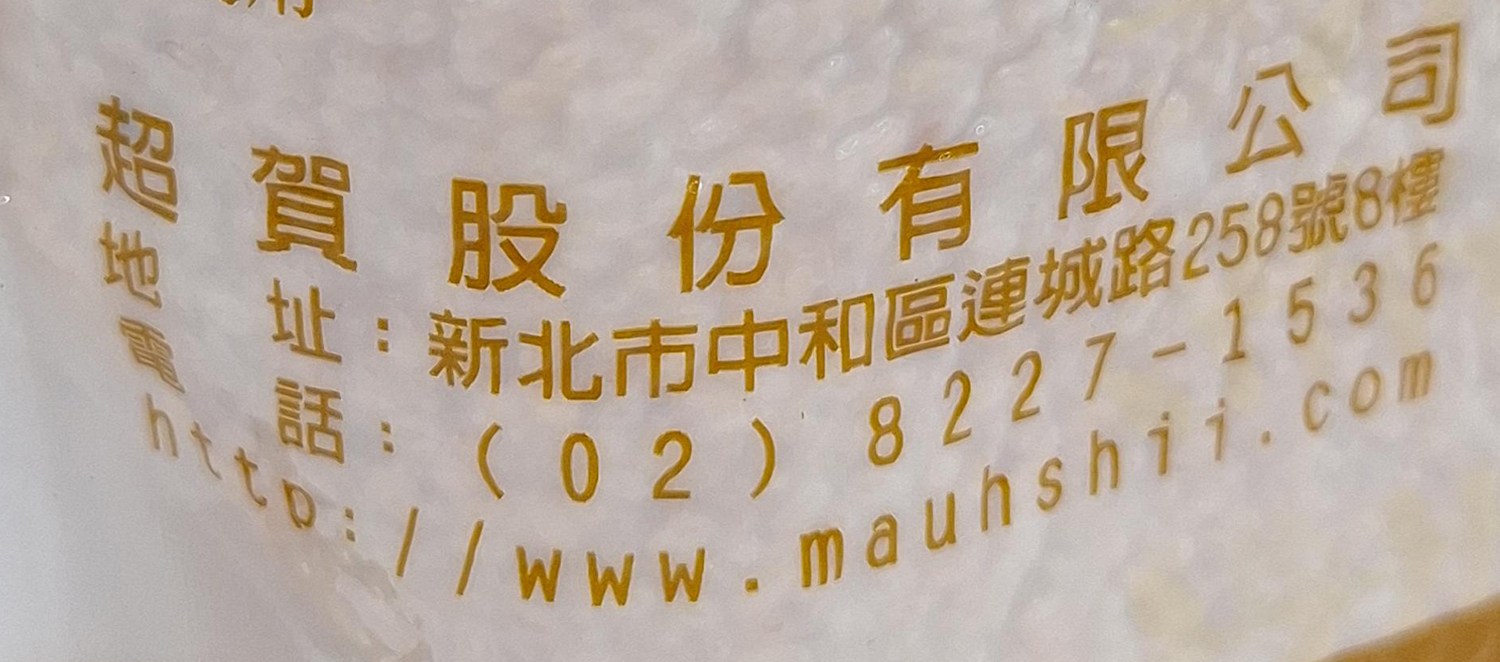 超賀股份有限公司
地址:新北市中和區連城路258號8樓
電話:(02)8227-1536
http://www.mauhshii.com